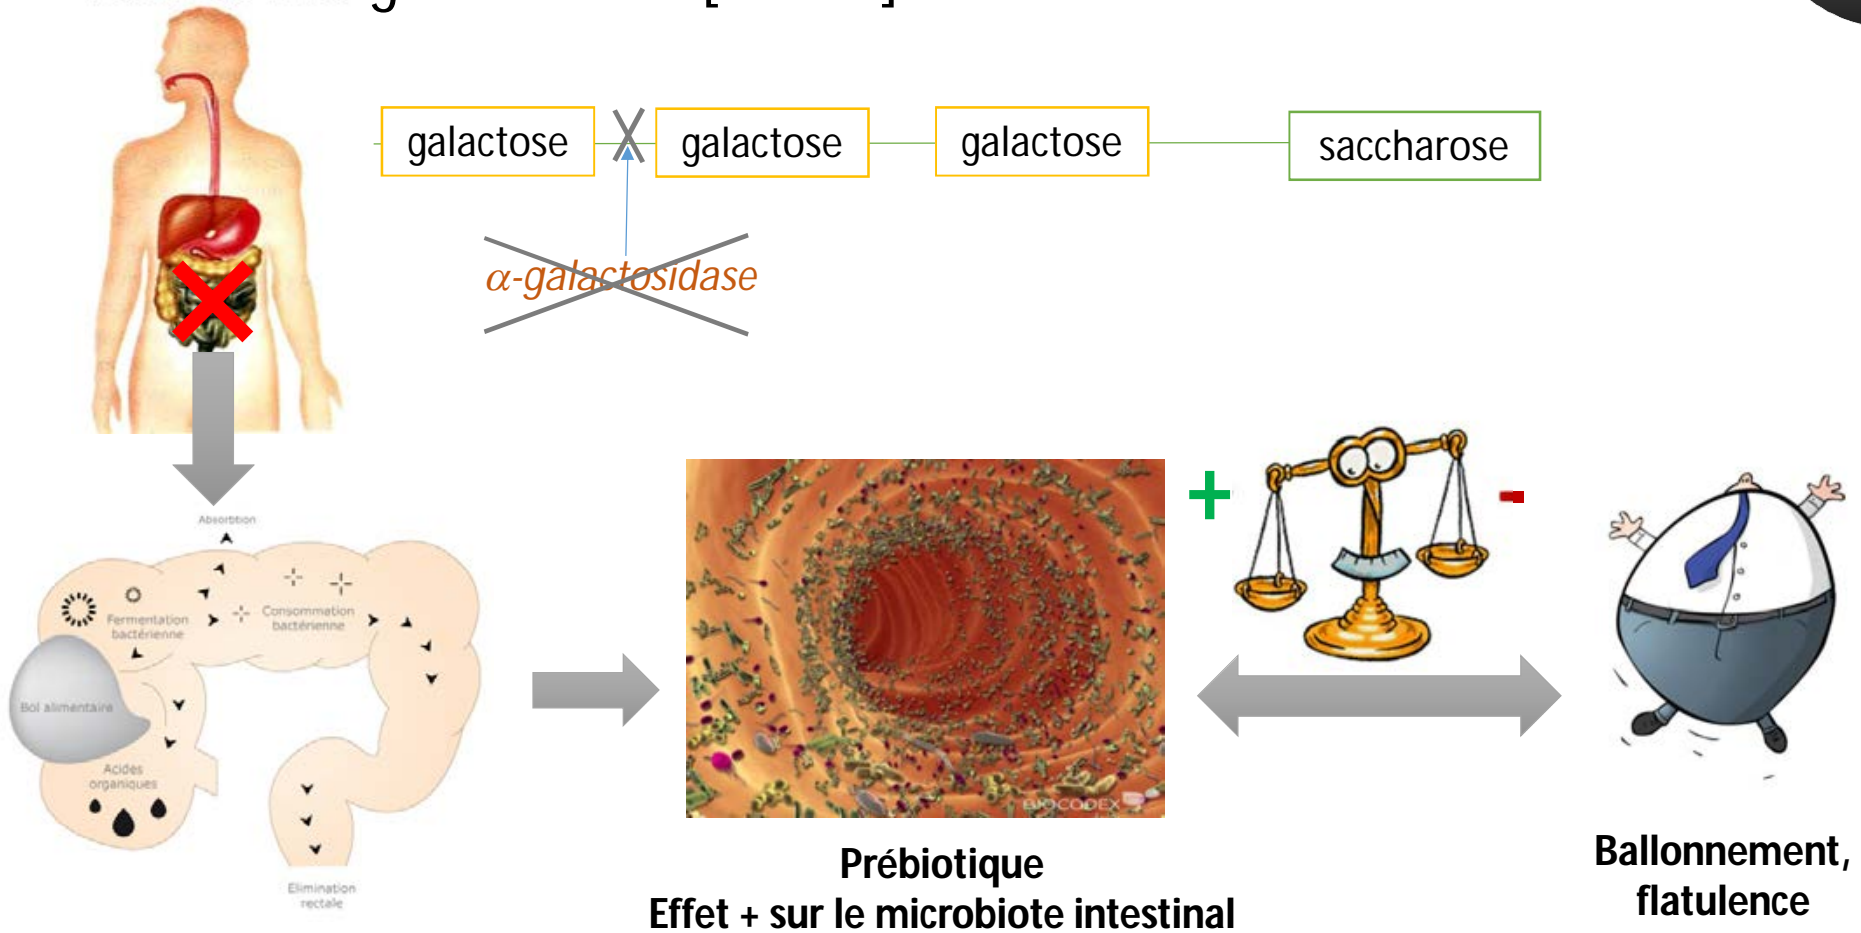 galactose
galactose
galactose
saccharose
α-galactosidase
Absorbtion
Fermentation
bactérienne
Consommation
bactérienne
Bol alimentaire
Acides
organiques
Elimination
rectale
+
-
BIOCODEX
Prébiotique
Effet + sur le microbiote intestinal
Ballonnement,
flatulence